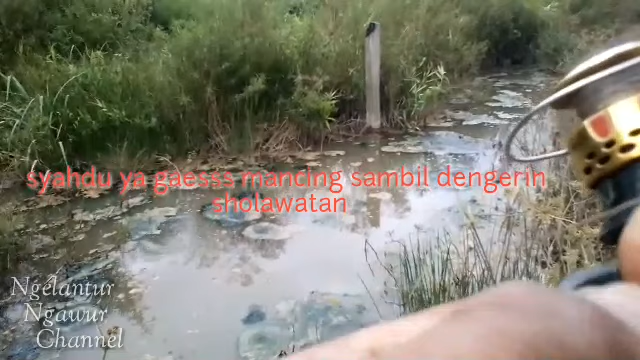 syahdu ya gaesss mancing sambil dengerin
sholawatan
Ngelantur
Ngawur
Channel